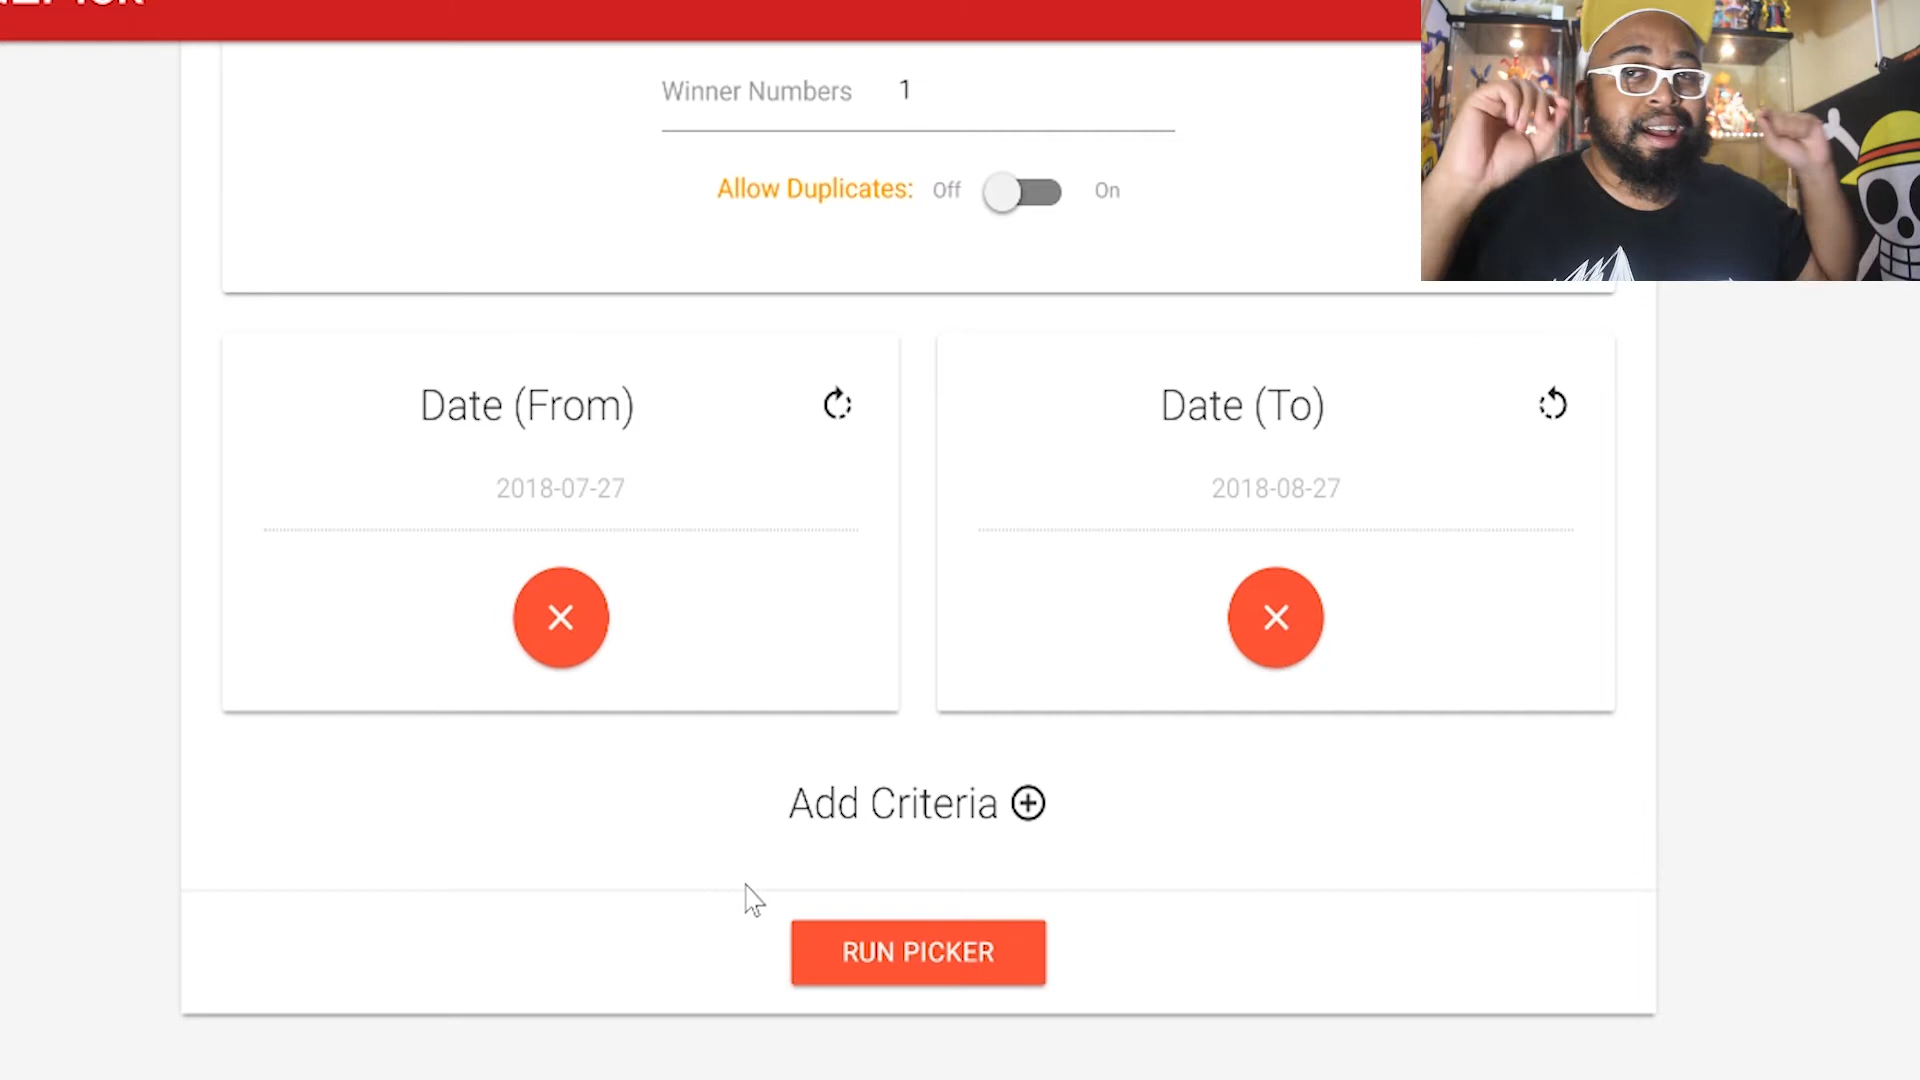 Winner Numbers 1
Allow Duplicates: Off On
Date (From)
Date (To)
2018-07-27
2018-08-27
Add Criteria
RUN PICKER